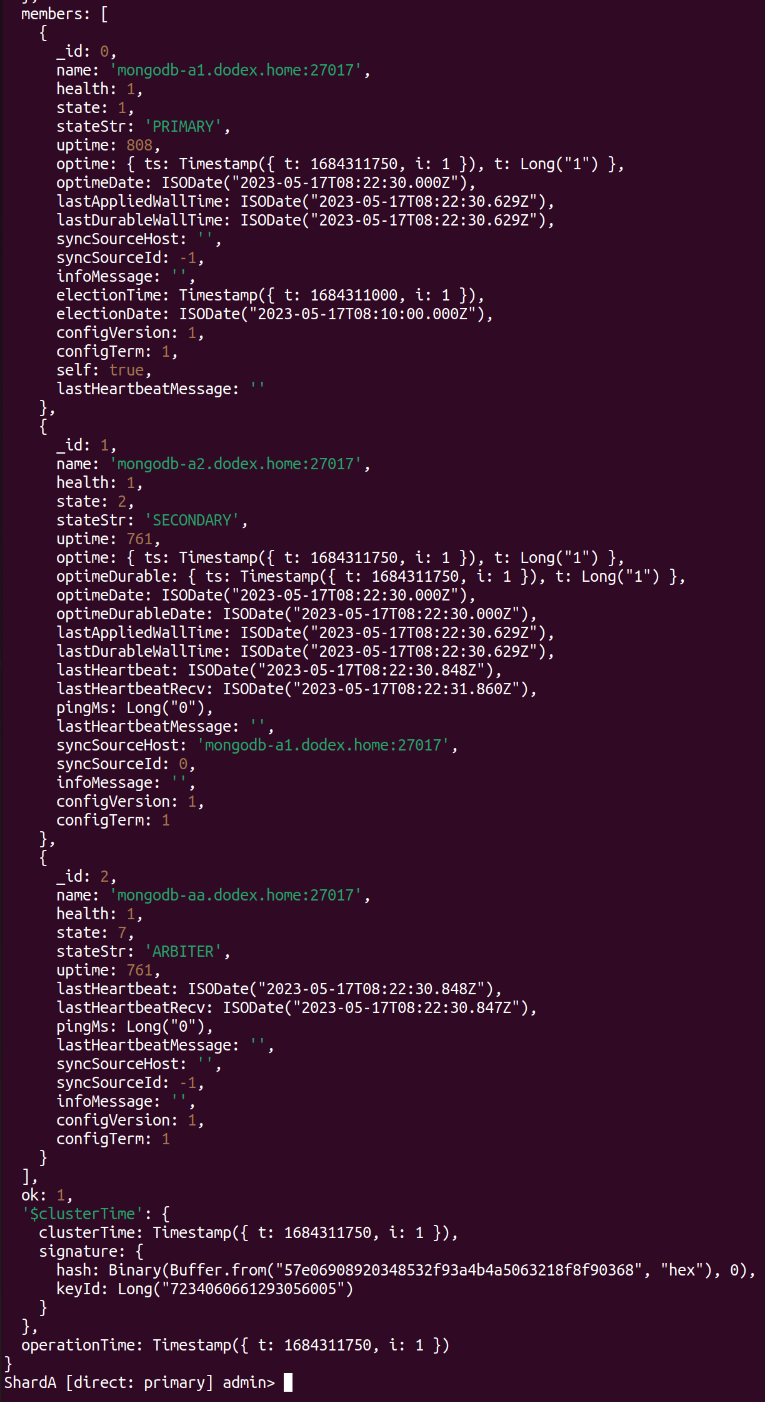 },
  members: [
    {
      _id: 0,
      name: 'mongodb-a1.dodex.home:27017',
      health: 1,
      state: 1,
      stateStr: 'PRIMARY',
      uptime: 808,
      optime: { ts: Timestamp({ t: 1684311750, i: 1 }), t: Long("1") },
      optimeDate: ISODate("2023-05-17T08:22:30.000Z"),
      lastAppliedWallTime: ISODate("2023-05-17T08:22:30.629Z"),
      lastDurableWallTime: ISODate("2023-05-17T08:22:30.629Z"),
      syncSourceHost: '',
      syncSourceId: -1,
      infoMessage: '',
      electionTime: Timestamp({ t: 1684311000, i: 1 }),
      electionDate: ISODate("2023-05-17T08:10:00.000Z"),
      configVersion: 1,
      configTerm: 1,
      self: true,
      lastHeartbeatMessage: ''
    },
    {
      _id: 1,
      name: 'mongodb-a2.dodex.home:27017',
      health: 1,
      state: 2,
      stateStr: 'SECONDARY',
      uptime: 761,
      optime: { ts: Timestamp({ t: 1684311750, i: 1 }), t: Long("1") },
      optimeDurable: { ts: Timestamp({ t: 1684311750, i: 1 }), t: Long("1") },
      optimeDate: ISODate("2023-05-17T08:22:30.000Z"),
      optimeDurableDate: ISODate("2023-05-17T08:22:30.000Z"),
      lastAppliedWallTime: ISODate("2023-05-17T08:22:30.629Z"),
      lastDurableWallTime: ISODate("2023-05-17T08:22:30.629Z"),
      lastHeartbeat: ISODate("2023-05-17T08:22:30.848Z"),
      lastHeartbeatRecv: ISODate("2023-05-17T08:22:31.860Z"),
      pingMs: Long("0"),
      lastHeartbeatMessage: '',
      syncSourceHost: 'mongodb-a1.dodex.home:27017',
      syncSourceId: 0,
      infoMessage: '',
      configVersion: 1,
      configTerm: 1
    },
    {
      _id: 2,
      name: 'mongodb-aa.dodex.home:27017',
      health: 1,
      state: 7,
      stateStr: 'ARBITER',
      uptime: 761,
      lastHeartbeat: ISODate("2023-05-17T08:22:30.848Z"),
      lastHeartbeatRecv: ISODate("2023-05-17T08:22:30.847Z"),
      pingMs: Long("0"),
      lastHeartbeatMessage: '',
      syncSourceHost: '',
      syncSourceId: -1,
      infoMessage: '',
      configVersion: 1,
      configTerm: 1
    }
  ],
  ok: 1,
  '$clusterTime': {
    clusterTime: Timestamp({ t: 1684311750, i: 1 }),
    signature: {
      hash: Binary(Buffer.from("57e06908920348532f93a4b4a5063218f8f90368", "hex"), 0),
      keyId: Long("7234060661293056005")
    }
  },
  operationTime: Timestamp({ t: 1684311750, i: 1 })
}
ShardA [direct: primary] admin>